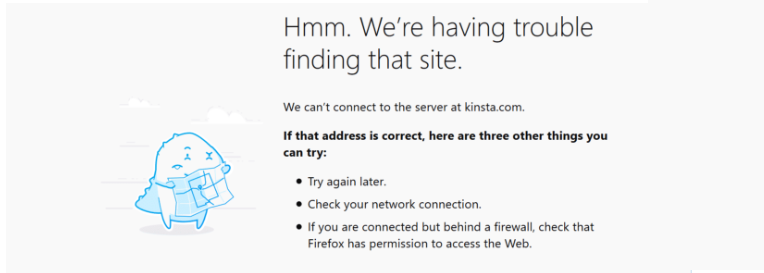 Hmm. We're having trouble
finding that site.
We can't connect to the server at kinsta.com.
If that address is correct, here are three other things you
can try:
• Try again later.
• Check your network connection.
• If you are connected but behind a firewall, check that
Firefox has permission to access the Web.